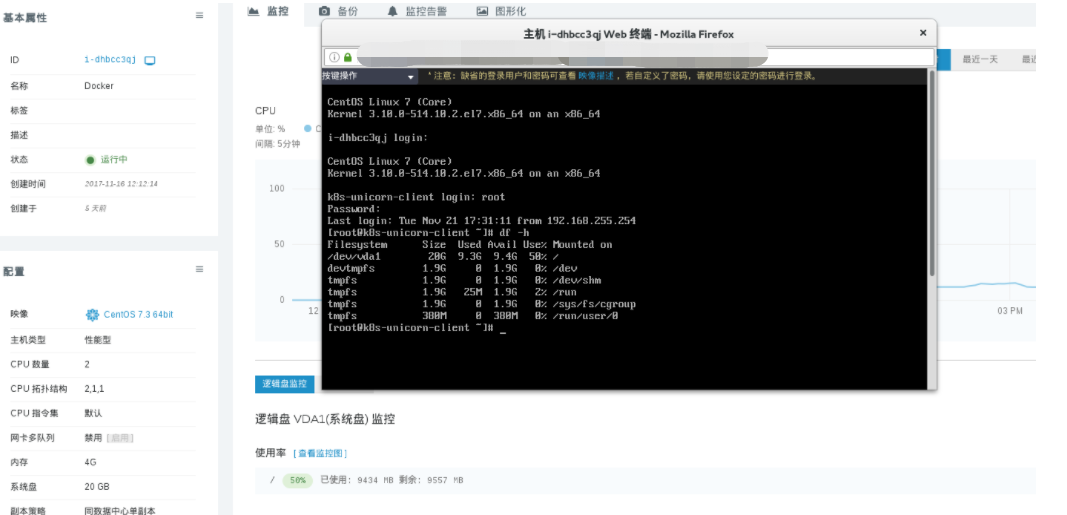 基本属性
ID i-dhbcc3qj
名称 Docker
标签
描述
状态 运行中
创建时间 2017-11-16 12:12:14
创建于 5 天前
配置
映像 CentOS 7.3 64bit
主机类型 性能型
CPU 数量 2
CPU 拓扑结构 2,1,1
CPU 指令集 默认
网卡多队列 禁用 [启用]
内存 4G
系统盘 20 GB
副本策略 同数据中心单副本
监控 备份 监控告警 图形化
最近一天 最近
CPU
单位: % C
间隔: 5分钟
100
50
0
12
03 PM
主机 i-dhbcc3qj Web 终端 - Mozilla Firefox ×
按键操作 *注意: 缺省的登录用户和密码可查看 映像描述 , 若自定义了密码, 请使用您设定的密码进行登录。
CentOS Linux 7 (Core)
Kernel 3.10.0-514.10.2.el7.x86_64 on an x86_64
i-dhbcc3qj login:
CentOS Linux 7 (Core)
Kernel 3.10.0-514.10.2.el7.x86_64 on an x86_64
k8s-unicorn-client login: root
Password:
Last login: Tue Nov 21 17:31:11 from 192.168.255.254
[root@k8s-unicorn-client ~]# df -h
Filesystem Size Used Avail Use% Mounted on
/dev/vda1 20G 9.3G 9.4G 50% /
devtmpfs 1.9G 0 1.9G 0% /dev
tmpfs 1.9G 0 1.9G 0% /dev/shm
tmpfs 1.9G 25M 1.9G 2% /run
tmpfs 1.9G 0 1.9G 0% /sys/fs/cgroup
tmpfs 380M 0 380M 0% /run/user/0
[root@k8s-unicorn-client ~]# _
逻辑盘监控
逻辑盘 VDA1(系统盘) 监控
使用率 [查看监控图]
/ 50% 已使用: 9434 MB 剩余: 9557 MB